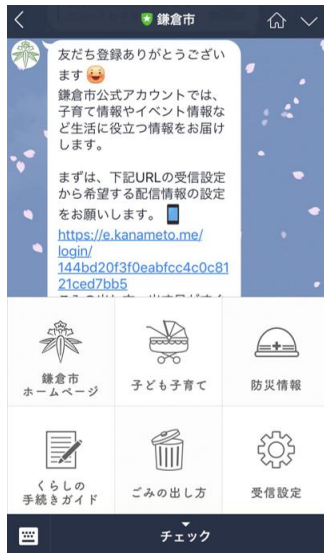 鎌倉市
友だち登録ありがとうござい
ます
鎌倉市公式アカウントでは、
子育て情報やイベント情報な
ど生活に役立つ情報をお届け
します。
まずは、下記URLの受信設定
から希望する配信情報の設定
をお願いします。
https://e.kanameto.me/
login/
144bd20f3f0eabfcc4c0c81
21ced7bb5
鎌倉市
ホームページ
子ども子育て
防災情報
くらしの
手続きガイド
ごみの出し方
受信設定
チェック